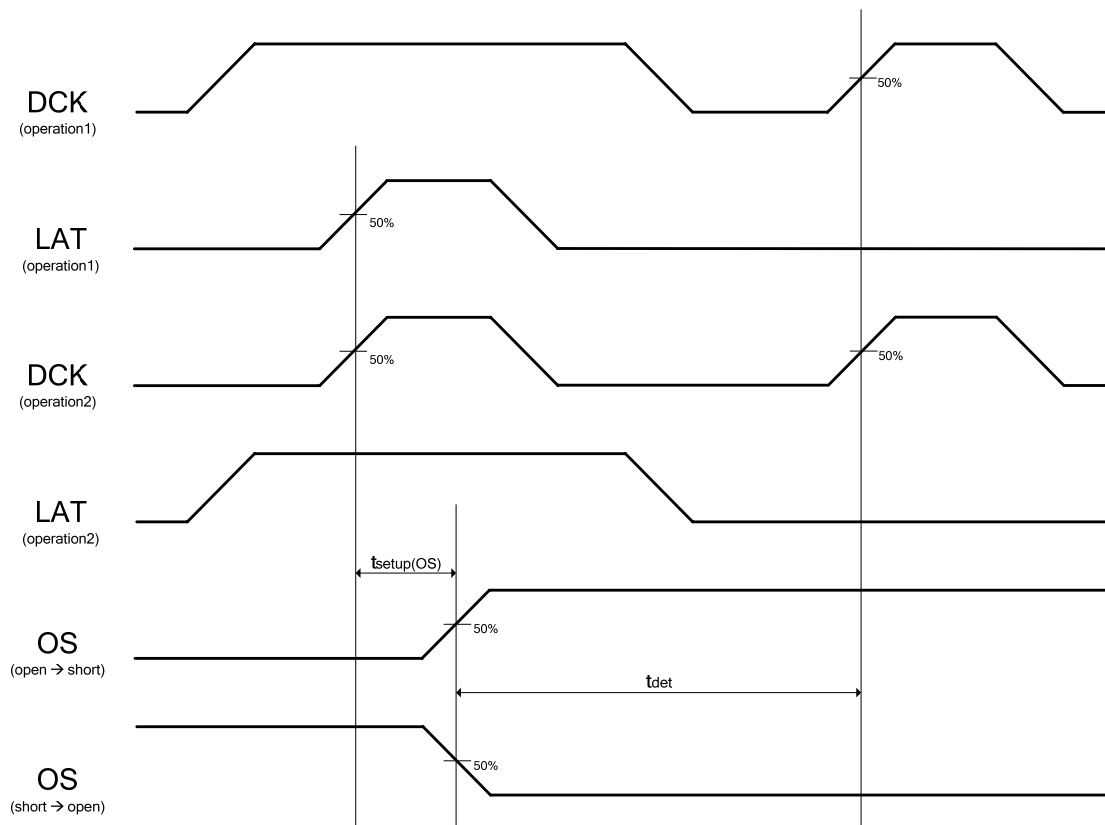 DCK
(operation1)
50%
LAT
(operation1)
50%
DCK
(operation2)
50%
50%
LAT
(operation2)
tsetup(OS)
OS
(open → short)
50%
tdet
OS
(short → open)
50%